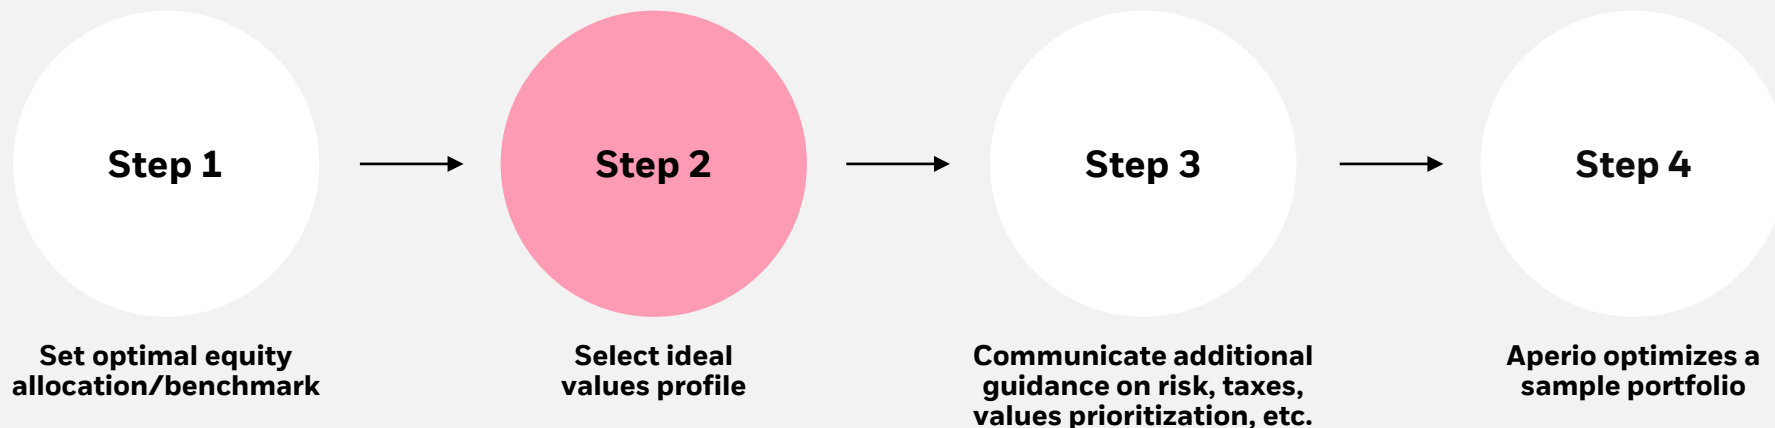 Step 1
Step 2
Step 3
Step 4
Set optimal equity
allocation/benchmark
Select ideal
values profile
Communicate additional
guidance on risk, taxes,
values prioritization, etc.
Aperio optimizes a
sample portfolio